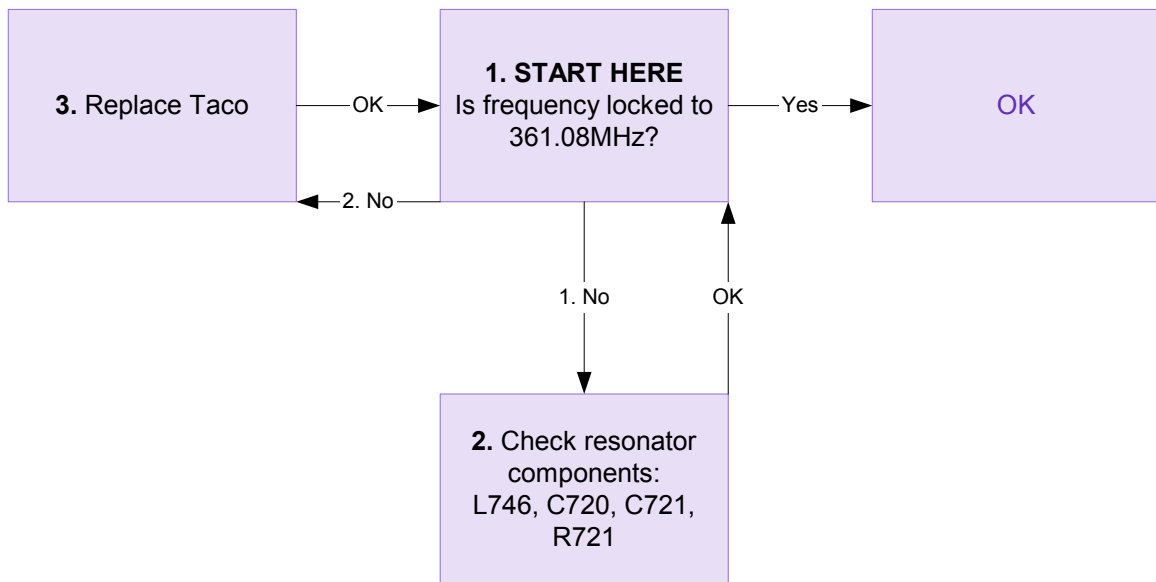 3. Replace Taco
OK
1. START HERE
Is frequency locked to
361.08MHz?
Yes
OK
2. No
1. No
OK
2. Check resonator
components:
L746, C720, C721,
R721